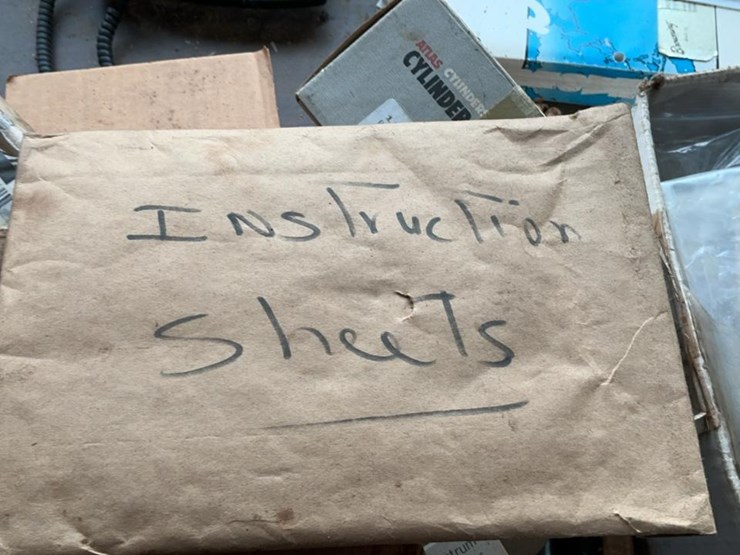 ATLAS CYLINDER
CYLINDER
Instruction
Sheets